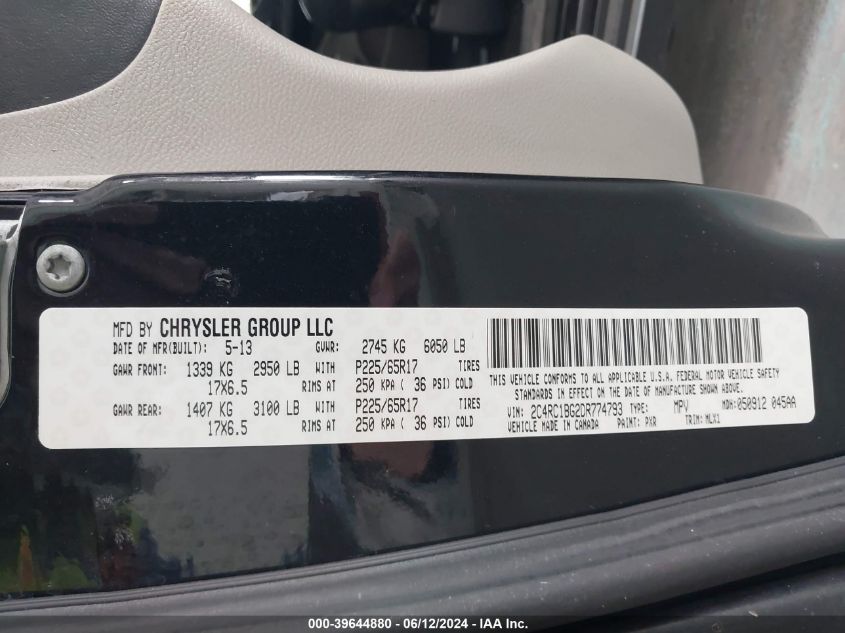 MFD BY CHRYSLER GROUP LLC
DATE OF MFR(BUILT): 5-13 GVWR: 2745 KG 6050 LB
GAWR FRONT: 1339 KG 2950 LB WITH P225/65R17 TIRES
17X6.5 RIMS AT 250 KPA ( 36 PSI) COLD
GAWR REAR: 1407 KG 3100 LB WITH P225/65R17 TIRES
17X6.5 RIMS AT 250 KPA ( 36 PSI) COLD
THIS VEHICLE CONFORMS TO ALL APPLICABLE U.S.A. FEDERAL MOTOR VEHICLE SAFETY
STANDARDS IN EFFECT ON THE DATE OF MANUFACTURE SHOWN ABOVE.
VIN: 2C4RC1BG2DR774793 TYPE: MPV MDH: 050912 045AA
VEHICLE MADE IN CANADA PAINT: PXR TRIM: MLX1
000-39644880 - 06/12/2024 - IAA Inc.